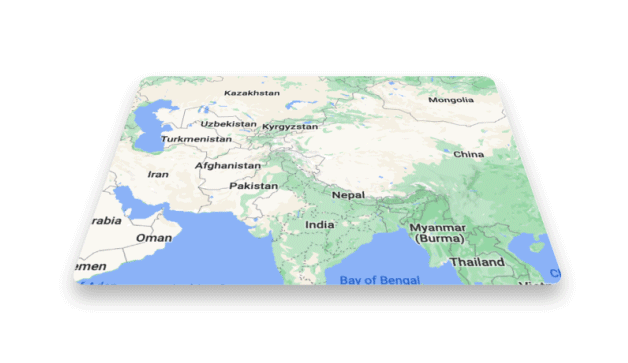 Kazakhstan
Mongolia
Uzbekistan
Kyrgyzstan
Turkmenistan
China
Afghanistan
Iran
Pakistan
Nepal
rabia
India
Oman
Myanmar
(Burma)
Thailand
emen
Bay of Bengal